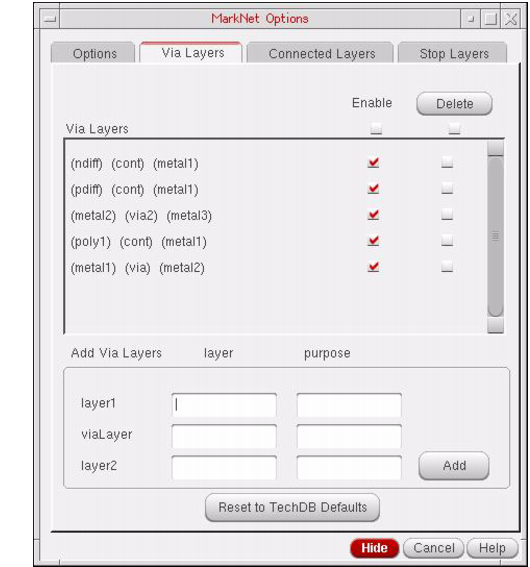 MarkNet Options
Options Via Layers Connected Layers Stop Layers
Enable Delete
Via Layers
(ndiff) (cont) (metal1)
(pdiff) (cont) (metal1)
(metal2) (via2) (metal3)
(poly1) (cont) (metal1)
(metal1) (via) (metal2)
Add Via Layers layer purpose
layer1
viaLayer
layer2 Add
Reset to TechDB Defaults
Hide Cancel Help